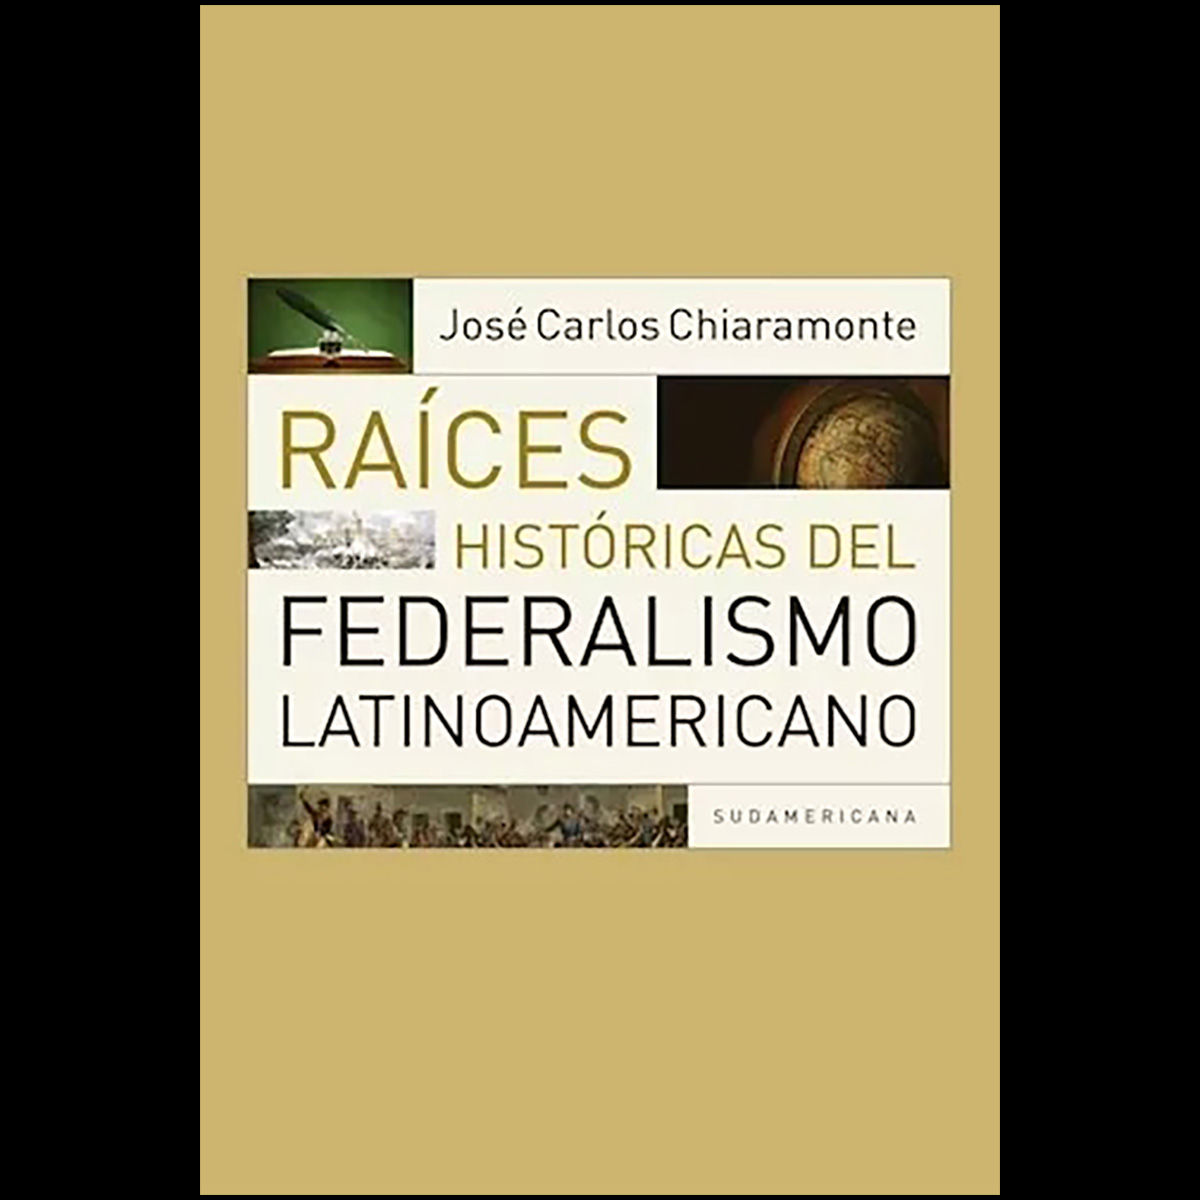 José Carlos Chiaramonte
RAÍCES
HISTÓRICAS DEL
FEDERALISMO
LATINOAMERICANO
SUDAMERICANA